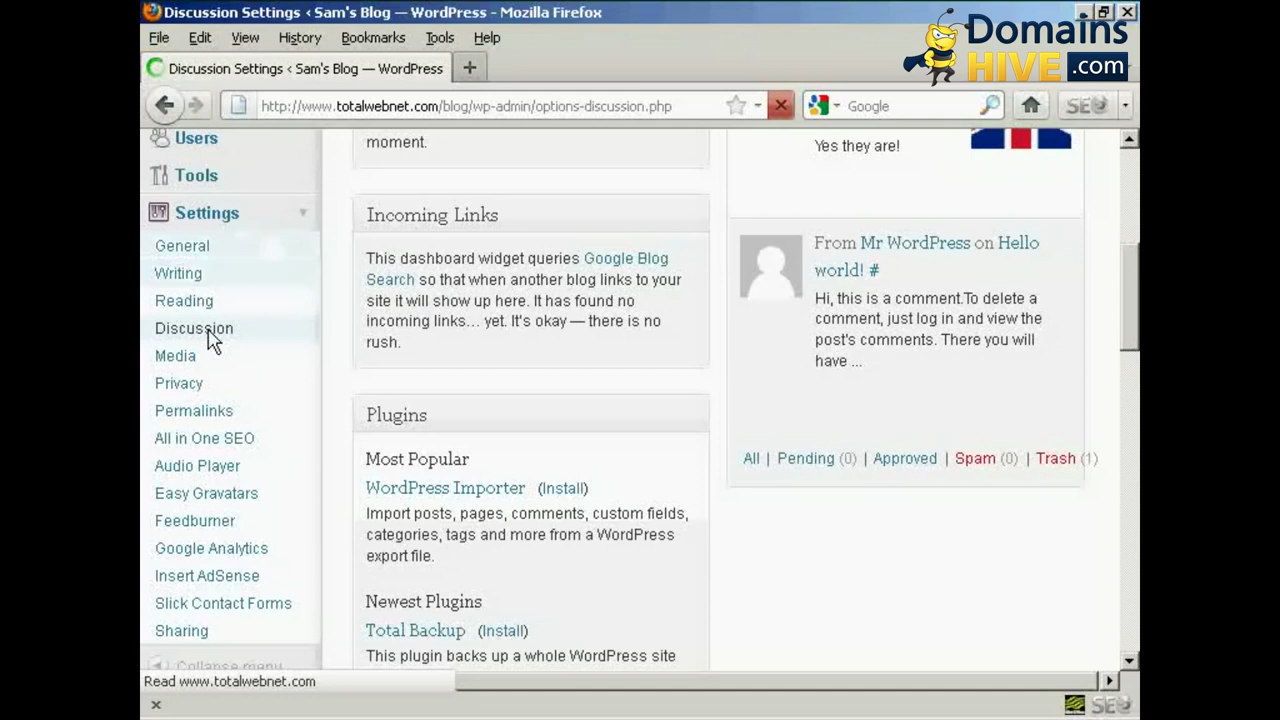 Discussion Settings ‹ Sam's Blog — WordPress - Mozilla Firefox
Domains
HIVE .com
File Edit View History Bookmarks Tools Help
Discussion Settings ‹ Sam's Blog — WordPress
http://www.totalwebnet.com/blog/wp-admin/options-discussion.php
Google
SEO
Users
Tools
Settings
General
Writing
Reading
Discussion
Media
Privacy
Permalinks
All in One SEO
Audio Player
Easy Gravatars
Feedburner
Google Analytics
Insert AdSense
Slick Contact Forms
Sharing
Collapse menu
moment.
Incoming Links
This dashboard widget queries Google Blog
Search so that when another blog links to your
site it will show up here. It has found no
incoming links… yet. It's okay — there is no
rush.
Plugins
Most Popular
WordPress Importer (Install)
Import posts, pages, comments, custom fields,
categories, tags and more from a WordPress
export file.
Newest Plugins
Total Backup (Install)
This plugin backs up a whole WordPress site
Yes they are!
From Mr WordPress on Hello
world! #
Hi, this is a comment.To delete a
comment, just log in and view the
post's comments. There you will
have ...
All | Pending (0) | Approved | Spam (0) | Trash (1)
Read www.totalwebnet.com
SEO